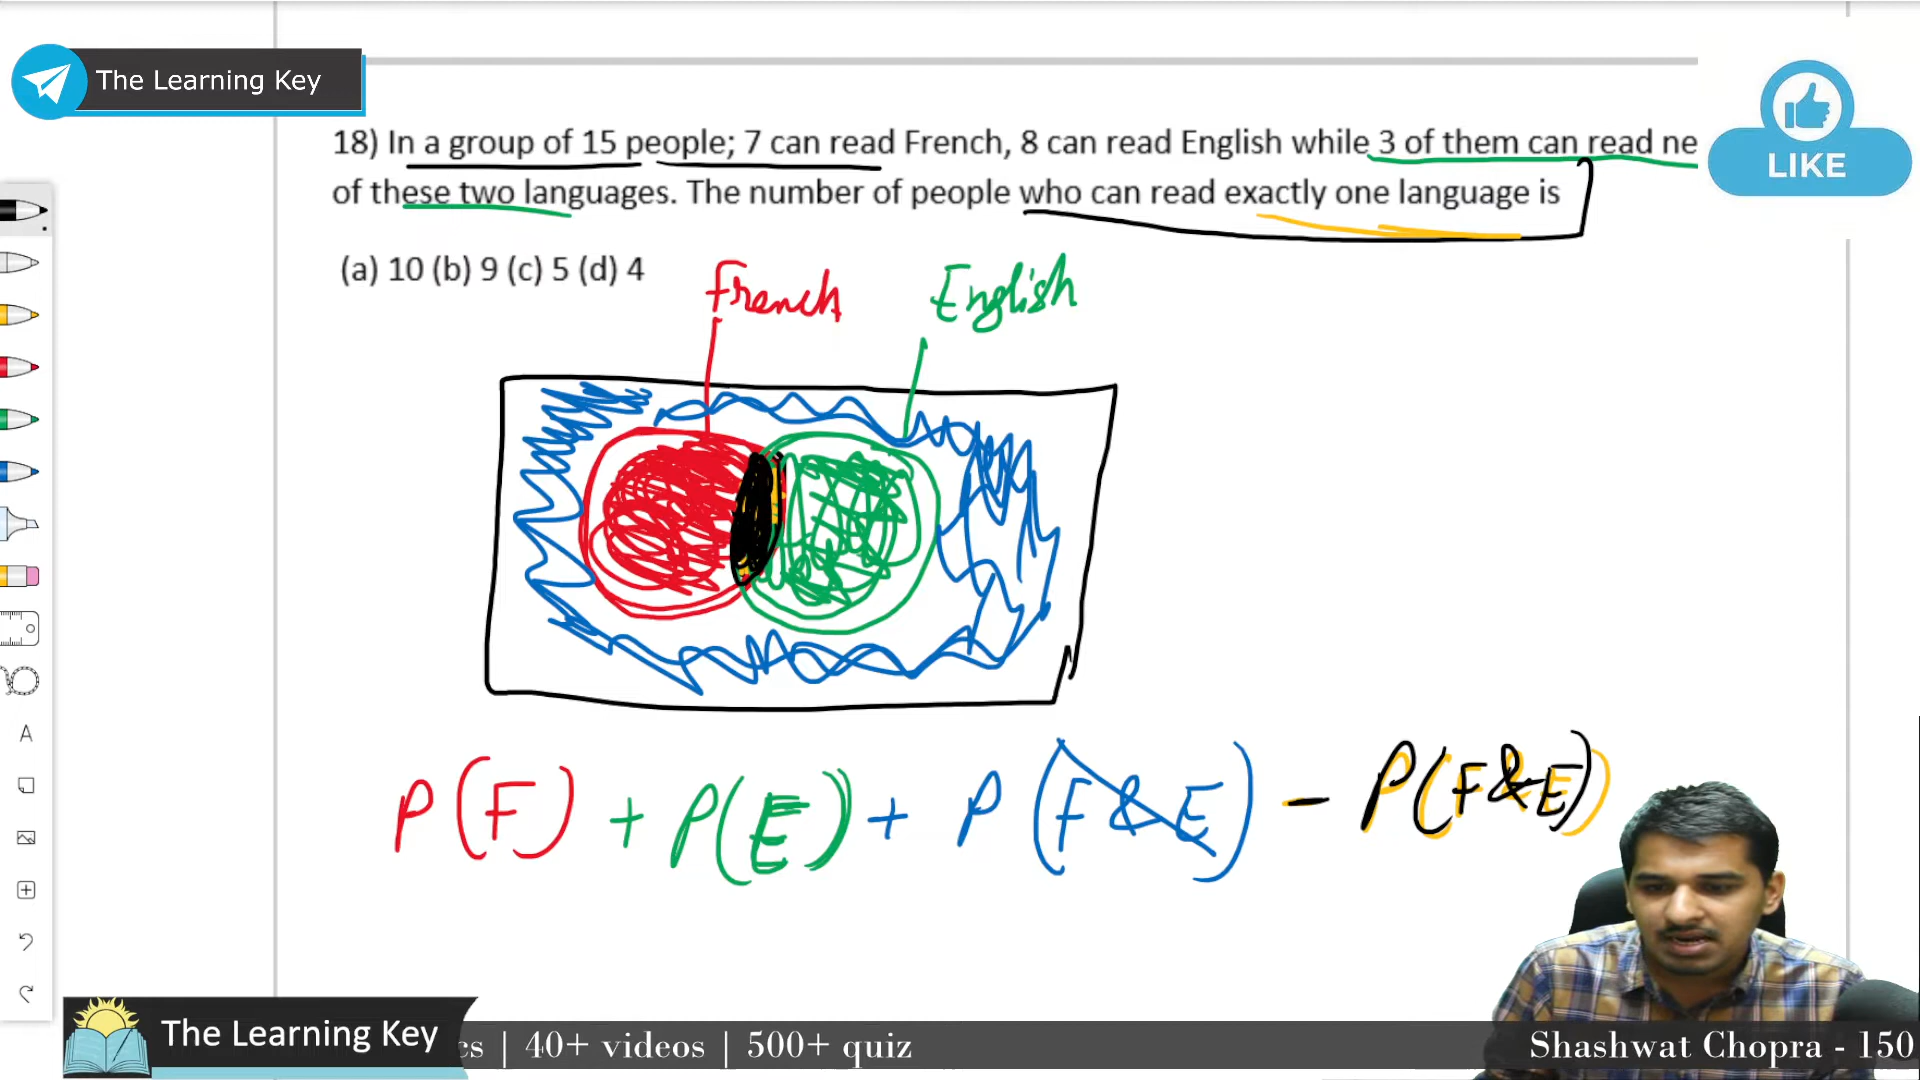 The Learning Key
LIKE
18) In a group of 15 people; 7 can read French, 8 can read English while 3 of them can read ne
of these two languages. The number of people who can read exactly one language is
(a) 10 (b) 9 (c) 5 (d) 4
French English
P(F) + P(E) + P(F & E) - P(F & E)
A
The Learning Key
cs | 40+ videos | 500+ quiz
Shashwat Chopra - 150